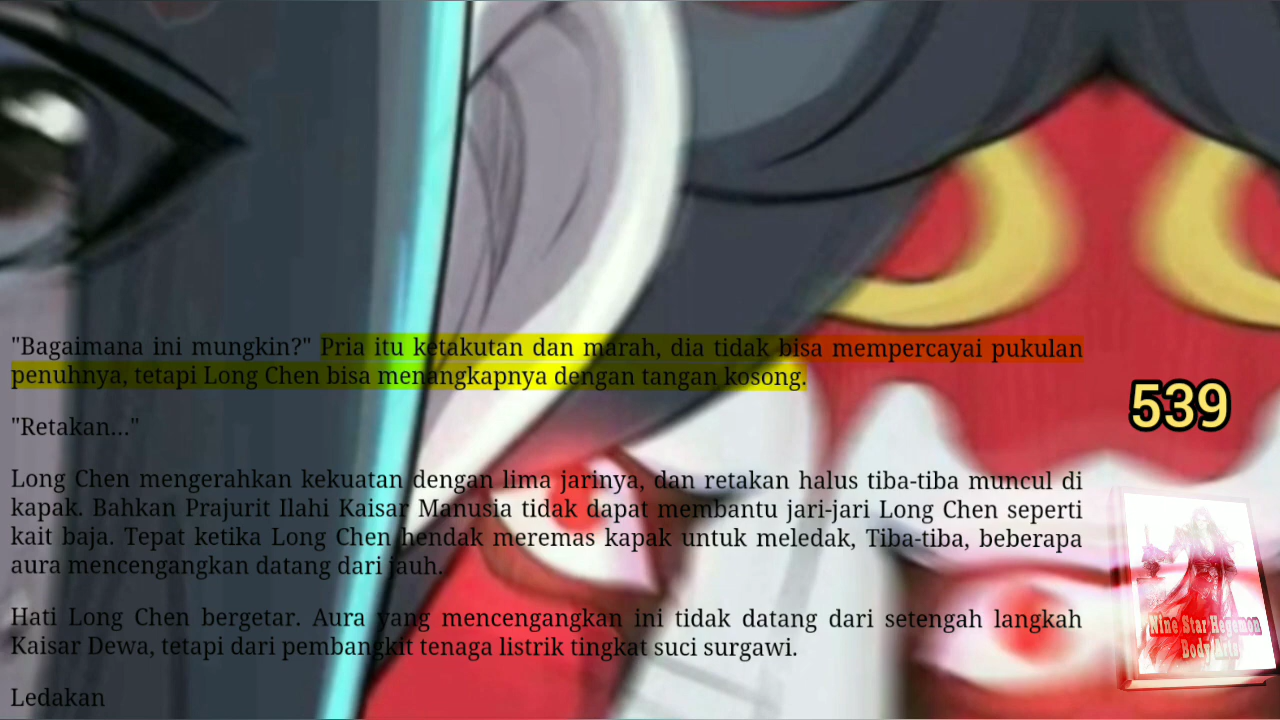 "Bagaimana ini mungkin?" Pria itu ketakutan dan marah, dia tidak bisa mempercayai pukulan
penuhnya, tetapi Long Chen bisa menangkapnya dengan tangan kosong.
"Retakan..."
Long Chen mengerahkan kekuatan dengan lima jarinya, dan retakan halus tiba-tiba muncul di
kapak. Bahkan Prajurit Ilahi Kaisar Manusia tidak dapat membantu jari-jari Long Chen seperti
kait baja. Tepat ketika Long Chen hendak meremas kapak untuk meledak, Tiba-tiba, beberapa
aura mencengangkan datang dari jauh.
Hati Long Chen bergetar. Aura yang mencengangkan ini tidak datang dari setengah langkah
Kaisar Dewa, tetapi dari pembangkit tenaga listrik tingkat suci surgawi.
Ledakan
539
Nine Star Hegemon
Body Arts